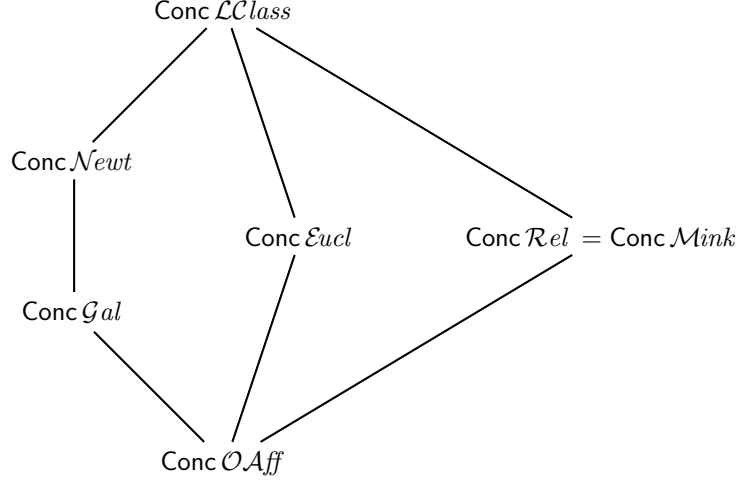 Conc ℒ𝒞lass
Conc 𝒩ewt
Conc ℰucl
Conc ℛel = Conc ℳink
Conc 𝒢al
Conc 𝒪𝒜ff